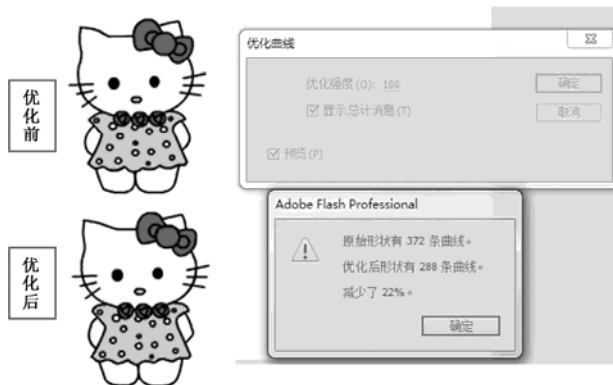 优化前
优化曲线
优化强度(O): 100
确定
显示总计消息(T)
取消
预览(P)
优化后
Adobe Flash Professional
原始形状有 372 条曲线。
优化后形状有 288 条曲线。
减少了 22%。
确定